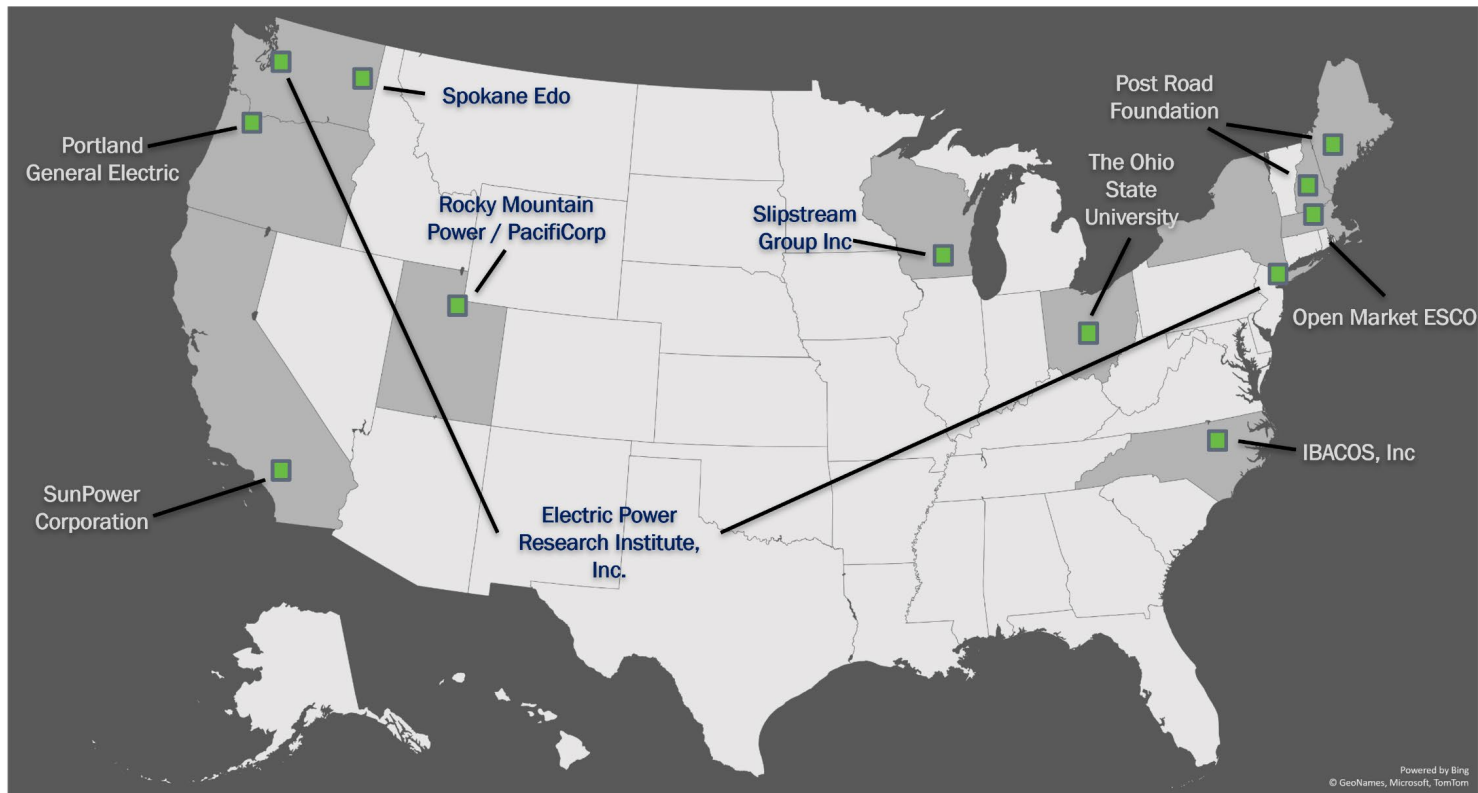 Spokane Edo
Portland
General Electric
Rocky Mountain
Power / PacifiCorp
Slipstream
Group Inc
The Ohio
State
University
Post Road
Foundation
Open Market ESCO
IBACOS, Inc
SunPower
Corporation
Electric Power
Research Institute,
Inc.
Powered by Bing
© GeoNames, Microsoft, TomTom